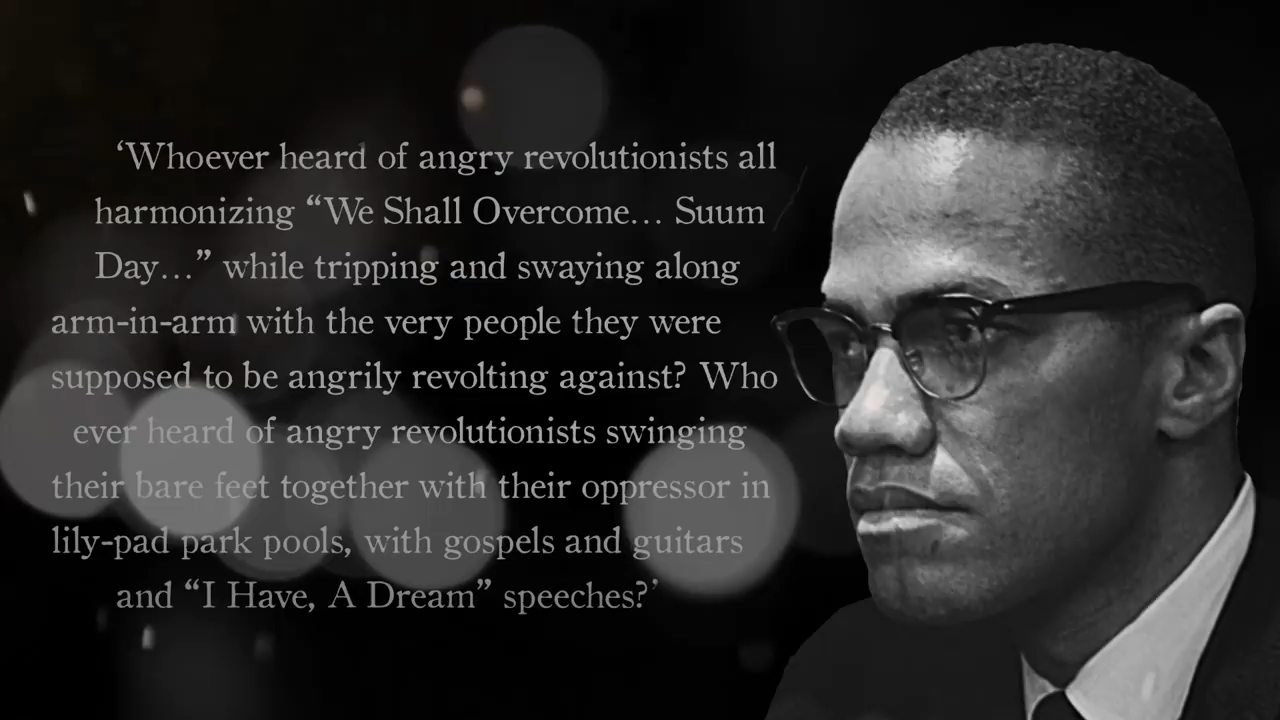 ‘Whoever heard of angry revolutionists all
harmonizing “We Shall Overcome… Suum
Day…” while tripping and swaying along
arm-in-arm with the very people they were
supposed to be angrily revolting against? Who
ever heard of angry revolutionists swinging
their bare feet together with their oppressor in
lily-pad park pools, with gospels and guitars
and “I Have, A Dream” speeches?’